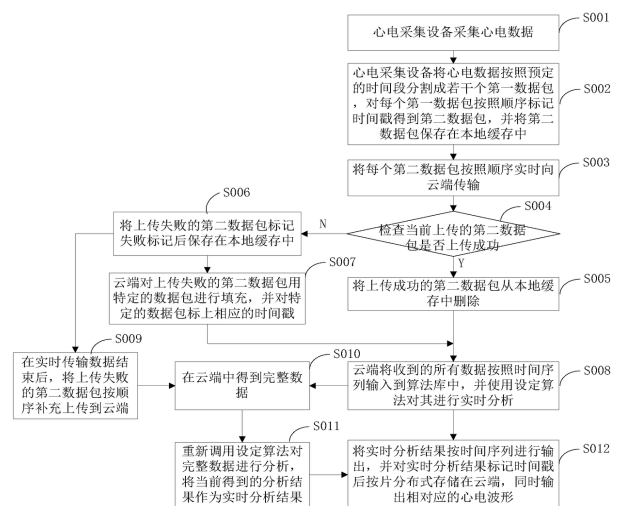 心电采集设备采集心电数据
S001
心电采集设备将心电数据按照预定
的时间段分割成若干个第一数据包
，对每个第一数据包按照顺序标记
时间戳得到第二数据包，并将第二
数据包保存在本地缓存中
S002
将每个第二数据包按照顺序实时向
云端传输
S003
检查当前上传的第二数据
包是否上传成功
S004
N
Y
将上传失败的第二数据包标记
失败标记后保存在本地缓存中
S006
将上传成功的第二数据包从本地缓
存中删除
S005
云端对上传失败的第二数据包用
特定的数据包进行填充，并对特
定的数据包标上相应的时间戳
S007
在实时传输数据结
束后，将上传失败
的第二数据包按顺
序补充上传到云端
S009
在云端中得到完整数
据
S010
云端将收到的所有数据按照时间序
列输入到算法库中，并使用设定算
法对其进行实时分析
S008
重新调用设定算法对
完整数据进行分析，
将当前得到的分析结
果作为实时分析结果
S011
将实时分析结果按时间序列进行输
出，并对实时分析结果标记时间戳
后按片分布式存储在云端，同时输
出相对应的心电波形
S012